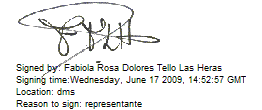 Signed by: Fabiola Rosa Dolores Tello Las Heras
Signing time:Wednesday, June 17 2009, 14:52:57 GMT
Location: dms
Reason to sign: representante